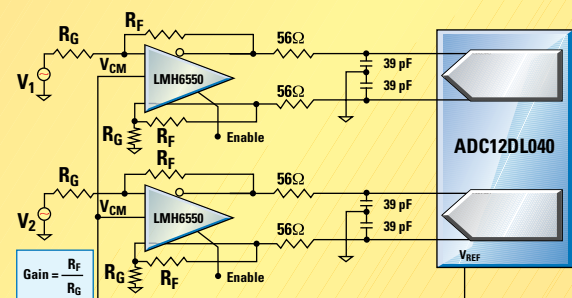 R_G
R_F
V_1
V_CM
LMH6550
56Ω
39 pF
39 pF
56Ω
R_G
R_F
Enable
ADC12DL040
R_F
R_G
V_2
V_CM
LMH6550
56Ω
39 pF
39 pF
56Ω
R_G
R_F
Enable
V_REF
Gain = R_F / R_G